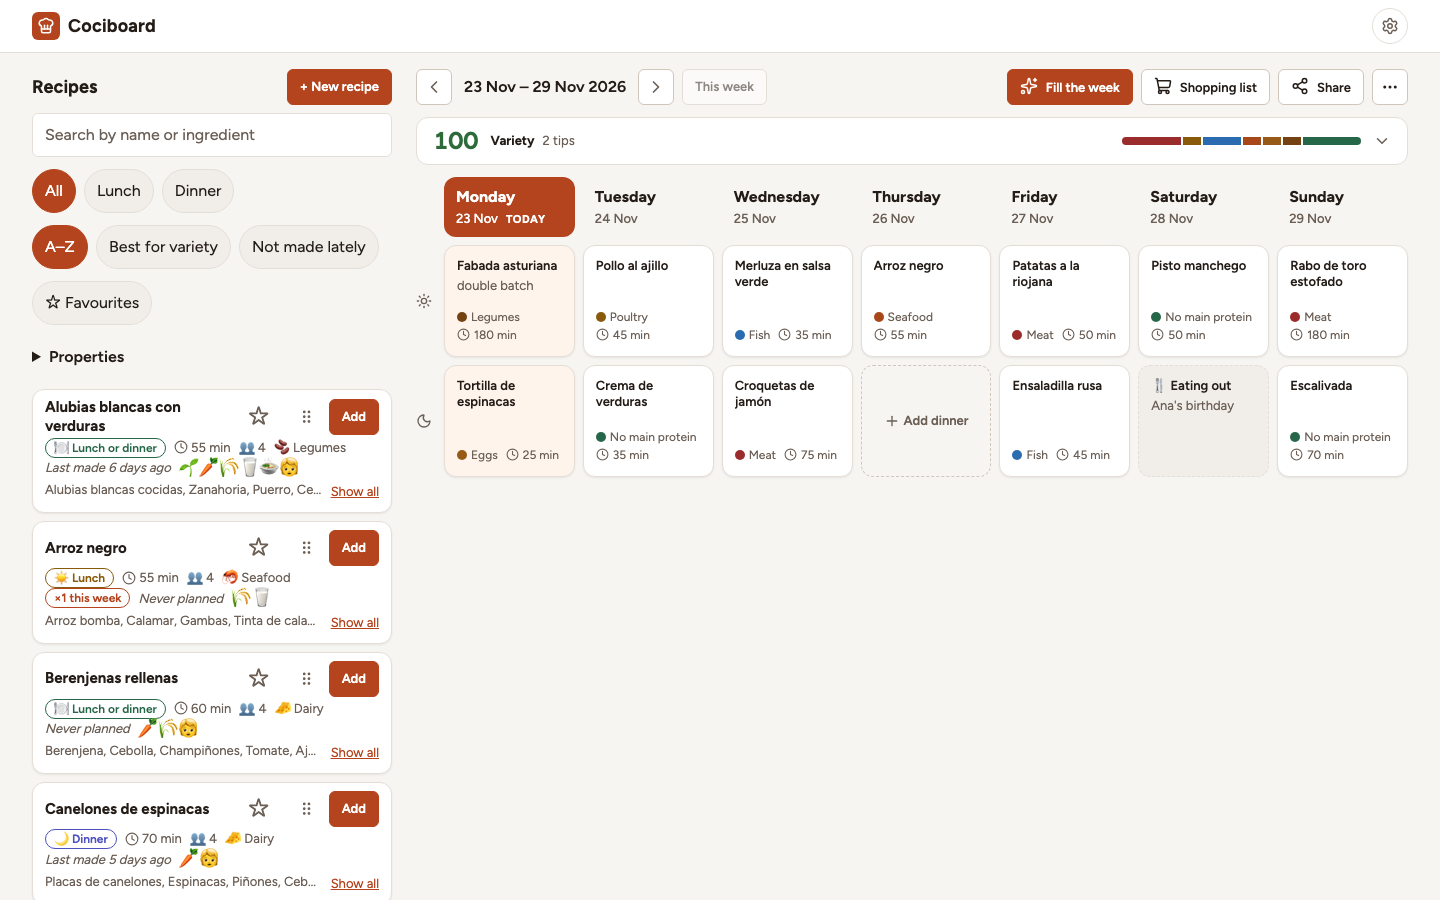 Cociboard
Recipes
+ New recipe
Search by name or ingredient
All
Lunch
Dinner
A–Z
Best for variety
Not made lately
Favourites
Properties
Alubias blancas con
verduras
Add
Lunch or dinner
55 min
4
Legumes
Last made 6 days ago
Alubias blancas cocidas, Zanahoria, Puerro, Ce...
Show all
Arroz negro
Add
Lunch
55 min
4
Seafood
×1 this week
Never planned
Arroz bomba, Calamar, Gambas, Tinta de cala...
Show all
Berenjenas rellenas
Add
Lunch or dinner
60 min
4
Dairy
Never planned
Berenjena, Cebolla, Champiñones, Tomate, Aj...
Show all
Canelones de espinacas
Add
Dinner
70 min
4
Dairy
Last made 5 days ago
Placas de canelones, Espinacas, Piñones, Ceb...
Show all
23 Nov – 29 Nov 2026
This week
Fill the week
Shopping list
Share
100
Variety
2 tips
Monday
23 Nov TODAY
Tuesday
24 Nov
Wednesday
25 Nov
Thursday
26 Nov
Friday
27 Nov
Saturday
28 Nov
Sunday
29 Nov
Fabada asturiana
double batch
Legumes
180 min
Pollo al ajillo
Poultry
45 min
Merluza en salsa
verde
Fish
35 min
Arroz negro
Seafood
55 min
Patatas a la
riojana
Meat
50 min
Pisto manchego
No main protein
50 min
Rabo de toro
estofado
Meat
180 min
Tortilla de
espinacas
Eggs
25 min
Crema de
verduras
No main protein
35 min
Croquetas de
jamón
Meat
75 min
Add dinner
Ensaladilla rusa
Fish
45 min
Eating out
Ana's birthday
Escalivada
No main protein
70 min